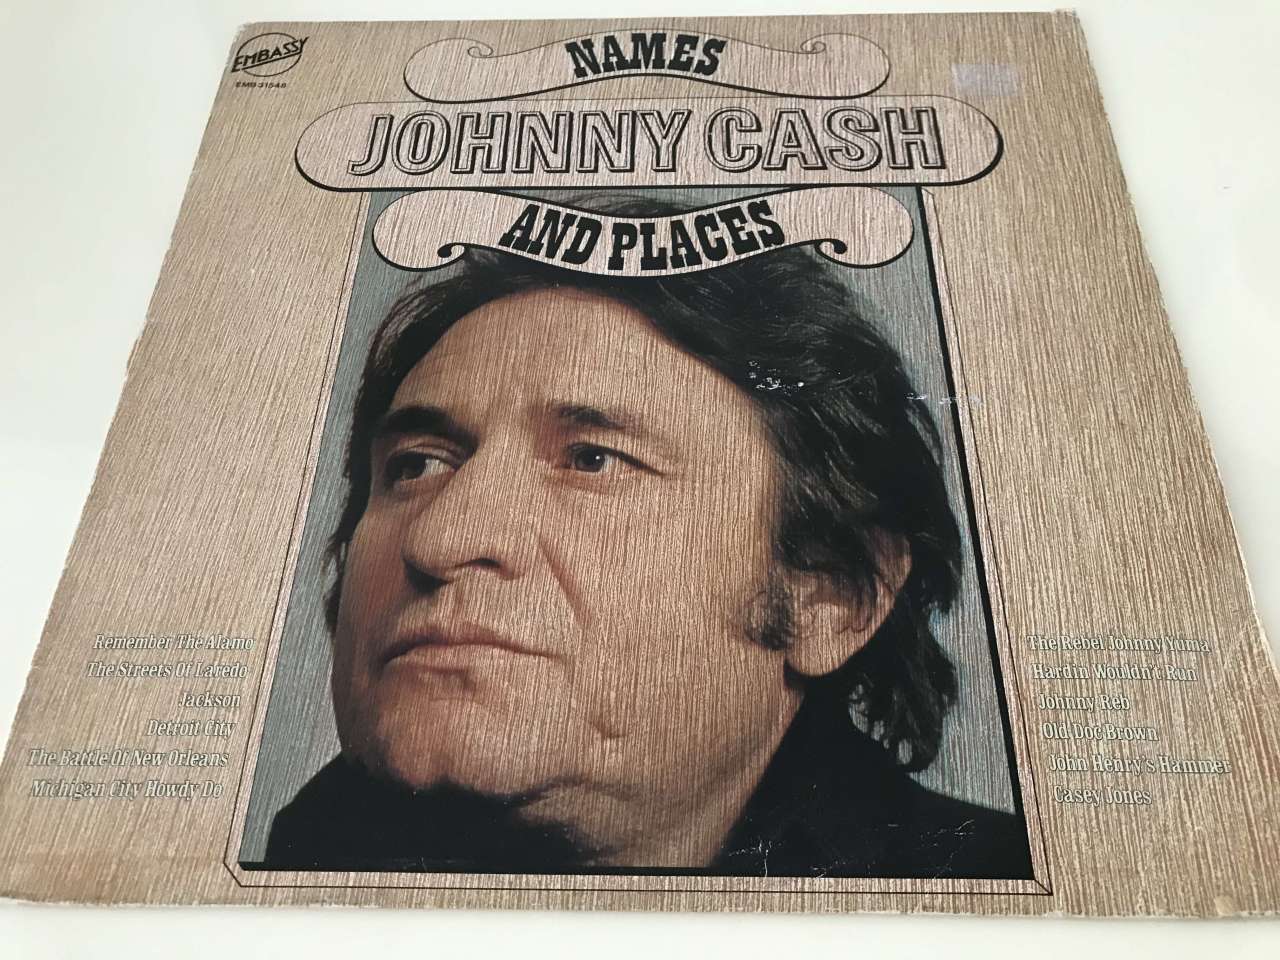 EMBASSY
EMB 31548
NAMES
JOHNNY CASH
AND PLACES
Remember The Alamo
The Streets Of Laredo
Jackson
Detroit City
The Battle Of New Orleans
Michigan City Howdy Do
The Rebel Johnny Yuma
Hardin Wouldn't Run
Johnny Reb
Old Doc Brown
John Henry's Hammer
Casey Jones